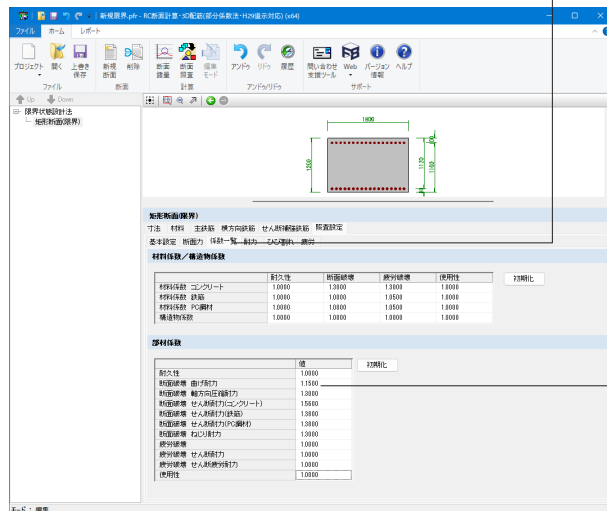 新規限界.pfr - RC断面計算・3D配筋(部分係数法・H29道示対応) (x64)
ファイル ホーム レポート
プロジェクト 開く 上書き保存 新規断面 削除 断面諸量 断面照査 編集モード アンドゥ リドゥ 履歴 問い合わせ支援ツール Web バージョン情報 ヘルプ
ファイル 断面 計算 アンドゥ/リドゥ サポート
Up Down
限界状態設計法
矩形断面(限界)
1800
1200
1100
矩形断面(限界)
寸法 材料 主鉄筋 横方向鉄筋 せん断補強鉄筋 照査設定
基本設定 断面力 係数一覧 耐力 ひび割れ 疲労
材料係数/構造物係数
耐久性 断面破壊 疲労破壊 使用性
材料係数 コンクリート 1.0000 1.3000 1.3000 1.0000
材料係数 鉄筋 1.0000 1.0000 1.0500 1.0000
材料係数 PC鋼材 1.0000 1.0000 1.0500 1.0000
構造物係数 1.0000 1.0000 1.0000 1.0000
初期化
部材係数
値
耐久性 1.0000
断面破壊 曲げ耐力 1.1500
断面破壊 軸方向圧縮耐力 1.3000
断面破壊 せん断耐力(コンクリート) 1.5600
断面破壊 せん断耐力(鉄筋) 1.3800
断面破壊 せん断耐力(PC鋼材) 1.3800
断面破壊 ねじり耐力 1.3000
疲労破壊 1.0000
疲労破壊 せん断耐力 1.0000
疲労破壊 せん断疲労耐力 1.0000
使用性 1.0000
初期化
モード: 編集